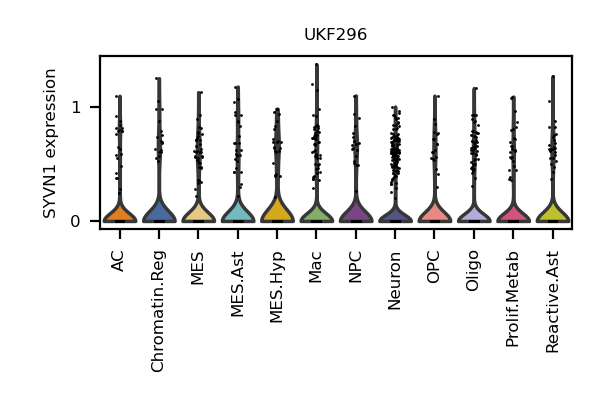 UKF296
SYVN1 expression
1
0
AC
Chromatin.Reg
MES
MES.Ast
MES.Hyp
Mac
NPC
Neuron
OPC
Oligo
Prolif.Metab
Reactive.Ast